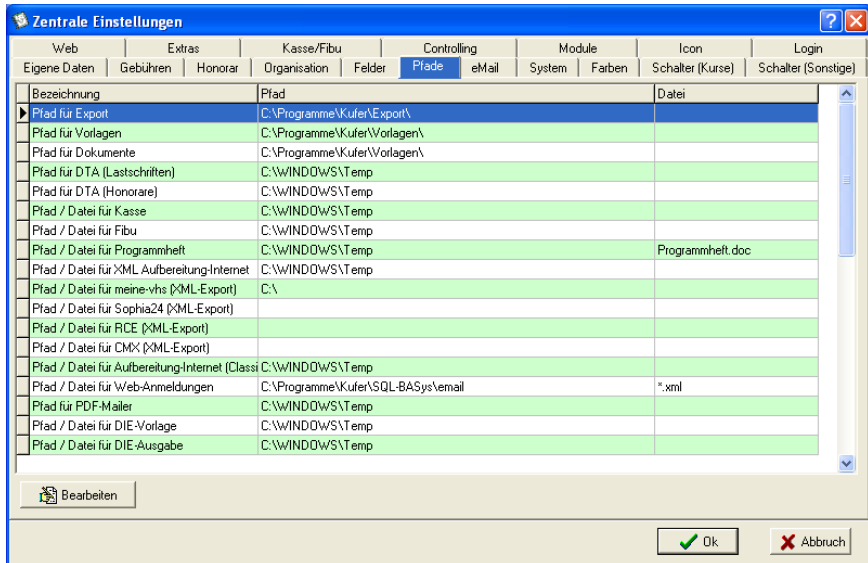 Zentrale Einstellungen
Web Extras Kasse/Fibu Controlling Module Icon Login
Eigene Daten Gebühren Honorar Organisation Felder Pfade eMail System Farben Schalter (Kurse) Schalter (Sonstige)
Bezeichnung Pfad Datei
Pfad für Export C:\Programme\Kufer\Export\
Pfad für Vorlagen C:\Programme\Kufer\Vorlagen\
Pfad für Dokumente C:\Programme\Kufer\Vorlagen\
Pfad für DTA (Lastschriften) C:\WINDOWS\Temp
Pfad für DTA (Honorare) C:\WINDOWS\Temp
Pfad / Datei für Kasse C:\WINDOWS\Temp
Pfad / Datei für Fibu C:\WINDOWS\Temp
Pfad / Datei für Programmheft C:\WINDOWS\Temp Programmheft.doc
Pfad / Datei für XML Aufbereitung-Internet C:\WINDOWS\Temp
Pfad / Datei für meine-vhs (XML-Export) C:\
Pfad / Datei für Sophia24 (XML-Export)
Pfad / Datei für RCE (XML-Export)
Pfad / Datei für CMX (XML-Export)
Pfad / Datei für Aufbereitung-Internet (Classi C:\WINDOWS\Temp
Pfad / Datei für Web-Anmeldungen C:\Programme\Kufer\SQL-BASys\email *.xml
Pfad für PDF-Mailer C:\WINDOWS\Temp
Pfad / Datei für DIE-Vorlage C:\WINDOWS\Temp
Pfad / Datei für DIE-Ausgabe C:\WINDOWS\Temp
Bearbeiten
Ok Abbruch